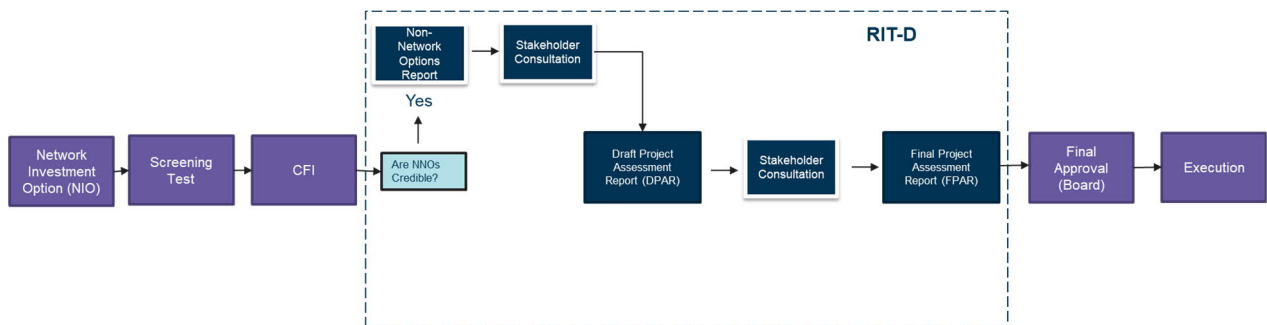 RIT-D
Non-
Network
Options
Report
Stakeholder
Consultation
Yes
Network
Investment
Option (NIO)
Screening
Test
CFI
Are NNOs
Credible?
Draft Project
Assessment
Report (DPAR)
Stakeholder
Consultation
Final Project
Assessment
Report (FPAR)
Final
Approval
(Board)
Execution